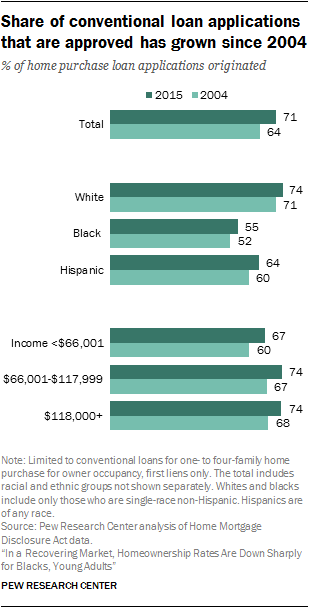 Share of conventional loan applications
that are approved has grown since 2004
% of home purchase loan applications originated
2015 2004
Total 71
64
White 74
71
Black 55
52
Hispanic 64
60
Income <$66,001 67
60
$66,001-$117,999 74
67
$118,000+ 74
68
Note: Limited to conventional loans for one- to four-family home
purchase for owner occupancy, first liens only. The total includes
racial and ethnic groups not shown separately. Whites and blacks
include only those who are single-race non-Hispanic. Hispanics are
of any race.
Source: Pew Research Center analysis of Home Mortgage
Disclosure Act data.
“In a Recovering Market, Homeownership Rates Are Down Sharply
for Blacks, Young Adults”
PEW RESEARCH CENTER